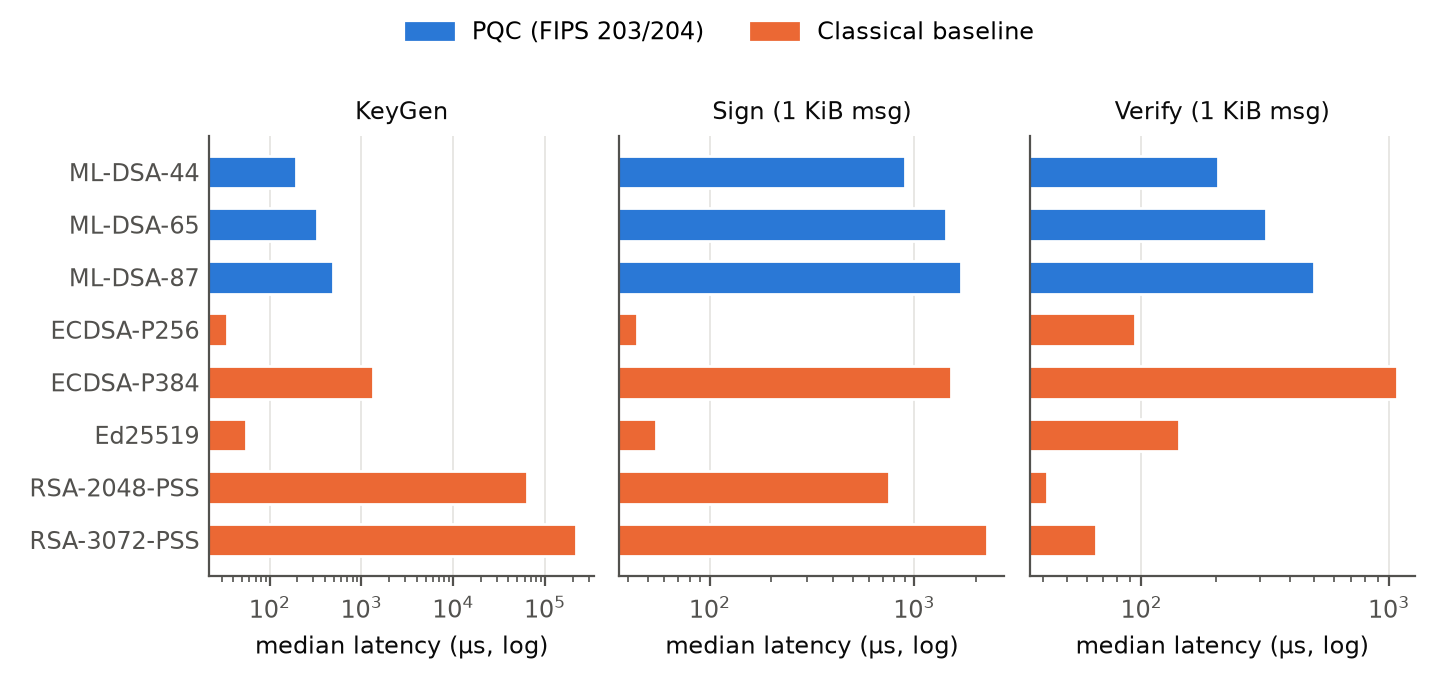 PQC (FIPS 203/204) Classical baseline
KeyGen Sign (1 KiB msg) Verify (1 KiB msg)
ML-DSA-44
ML-DSA-65
ML-DSA-87
ECDSA-P256
ECDSA-P384
Ed25519
RSA-2048-PSS
RSA-3072-PSS
10² 10³ 10⁴ 10⁵ 10² 10³ 10² 10³
median latency (µs, log) median latency (µs, log) median latency (µs, log)